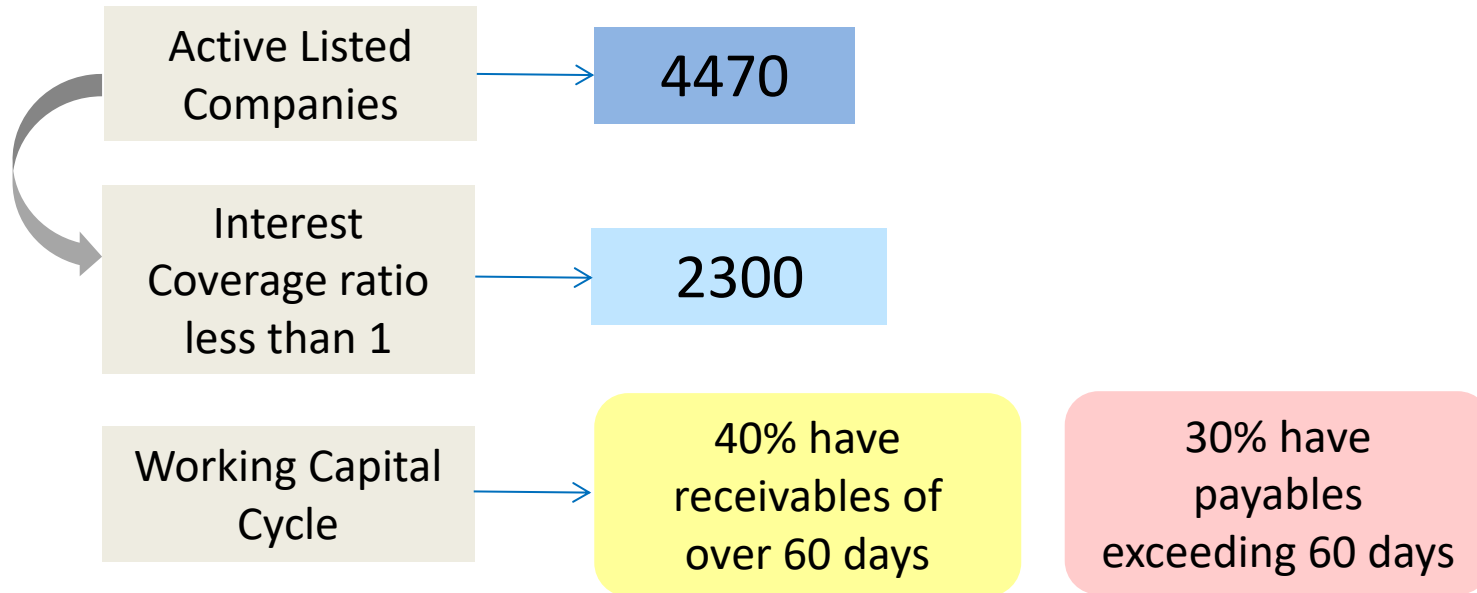 Active Listed
Companies
4470
Interest
Coverage ratio
less than 1
2300
Working Capital
Cycle
40% have
receivables of
over 60 days
30% have
payables
exceeding 60 days